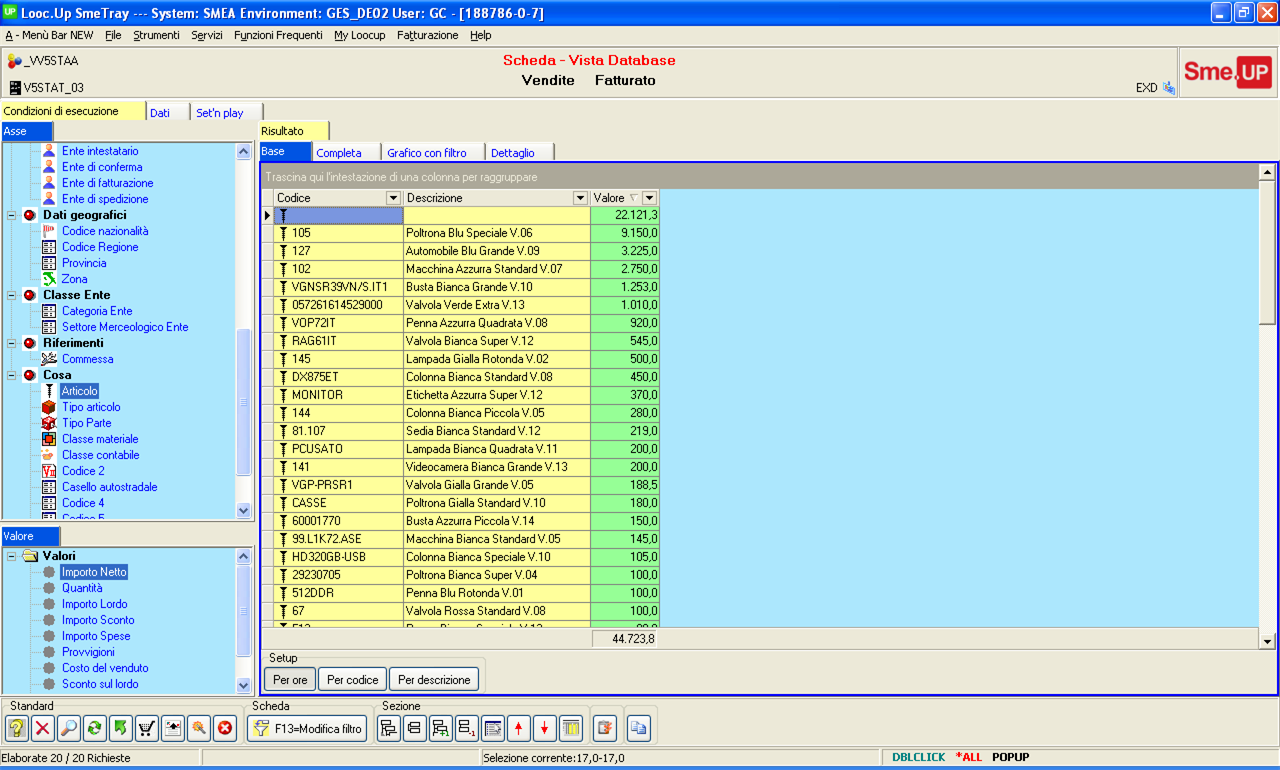 UP Looc.Up SmeTray --- System: SMEA Environment: GES_DE02 User: GC - [188786-0-7]
A - Menù Bar NEW File Strumenti Servizi Funzioni Frequenti My Loocup Fatturazione Help
_VV5STAA
Scheda - Vista Database
Vendite Fatturato
V5STAT_03
EXD
Sme.UP
Condizioni di esecuzione Dati Set'n play
Asse
Ente intestatario
Ente di conferma
Ente di fatturazione
Ente di spedizione
Dati geografici
Codice nazionalità
Codice Regione
Provincia
Zona
Classe Ente
Categoria Ente
Settore Merceologico Ente
Riferimenti
Commessa
Cosa
Articolo
Tipo articolo
Tipo Parte
Classe materiale
Classe contabile
Codice 2
Casello autostradale
Codice 4
Codice 5
Valore
Valori
Importo Netto
Quantità
Importo Lordo
Importo Sconto
Importo Spese
Provvigioni
Costo del venduto
Sconto sul lordo
Risultato
Base Completa Grafico con filtro Dettaglio
Trascina qui l'intestazione di una colonna per raggruppare
Codice Descrizione Valore
22.121,3
105 Poltrona Blu Speciale V.06 9.150,0
127 Automobile Blu Grande V.09 3.225,0
102 Macchina Azzurra Standard V.07 2.750,0
VGNSR39VN/S.IT1 Busta Bianca Grande V.10 1.253,0
057261614529000 Valvola Verde Extra V.13 1.010,0
VOP72IT Penna Azzurra Quadrata V.08 920,0
RAG61IT Valvola Bianca Super V.12 545,0
145 Lampada Gialla Rotonda V.02 500,0
DX875ET Colonna Bianca Standard V.08 450,0
MONITOR Etichetta Azzurra Super V.12 370,0
144 Colonna Bianca Piccola V.05 280,0
81.107 Sedia Bianca Standard V.12 219,0
PCUSATO Lampada Bianca Quadrata V.11 200,0
141 Videocamera Bianca Grande V.13 200,0
VGP-PRSR1 Valvola Gialla Grande V.05 188,5
CASSE Poltrona Gialla Standard V.10 180,0
60001770 Busta Azzurra Piccola V.14 150,0
99.L1K72.ASE Macchina Bianca Standard V.05 145,0
HD320GB-USB Colonna Bianca Speciale V.10 105,0
29230705 Poltrona Bianca Super V.04 100,0
512DDR Penna Blu Rotonda V.01 100,0
67 Valvola Rossa Standard V.08 100,0
44.723,8
Setup
Per ore Per codice Per descrizione
Standard Scheda Sezione
F13=Modifica filtro
Elaborate 20 / 20 Richieste Selezione corrente:17,0-17,0 DBLCLICK *ALL POPUP